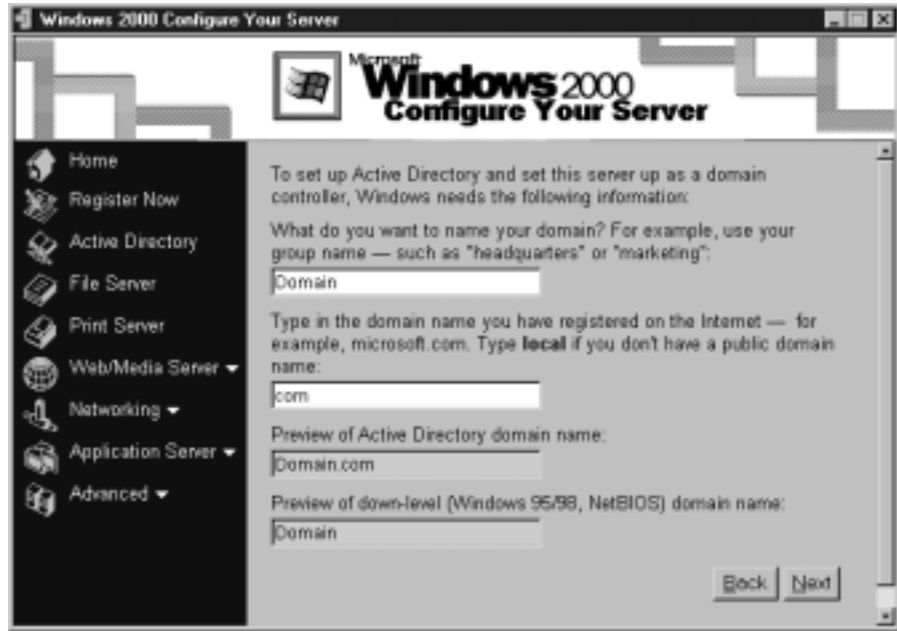 Windows 2000 Configure Your Server
Microsoft
Windows 2000
Configure Your Server
Home
Register Now
Active Directory
File Server
Print Server
Web/Media Server
Networking
Application Server
Advanced
To set up Active Directory and set this server up as a domain
controller, Windows needs the following information:
What do you want to name your domain? For example, use your
group name — such as "headquarters" or "marketing":
Domain
Type in the domain name you have registered on the Internet — for
example, microsoft.com. Type local if you don't have a public domain
name:
com
Preview of Active Directory domain name:
Domain.com
Preview of down-level (Windows 95/98, NetBIOS) domain name:
Domain
Back Next